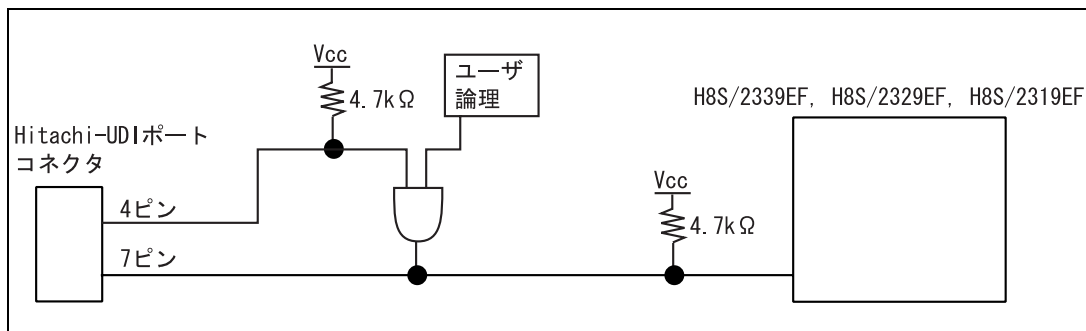 Vcc
4.7kΩ
ユーザ
論理
H8S/2339EF, H8S/2329EF, H8S/2319EF
Hitachi-UDIポート
コネクタ
4ピン
7ピン
Vcc
4.7kΩ